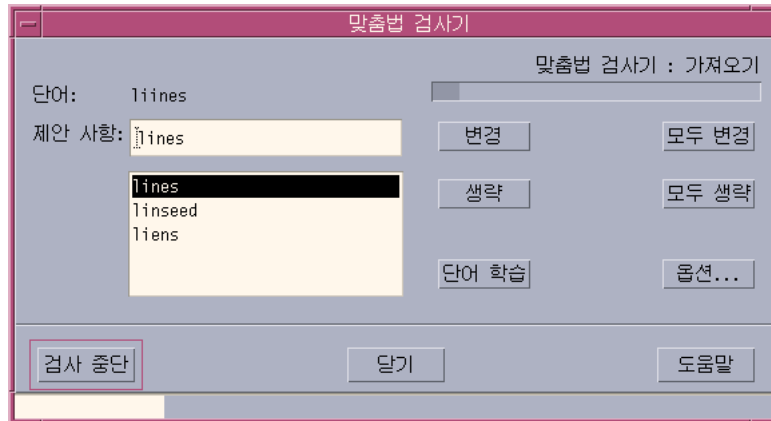 맞춤법 검사기
맞춤법 검사기 : 가져오기
단어: liines
제안 사항: lines
변경 모두 변경
lines
linseed
liens
생략 모두 생략
단어 학습 옵션...
검사 중단 닫기 도움말